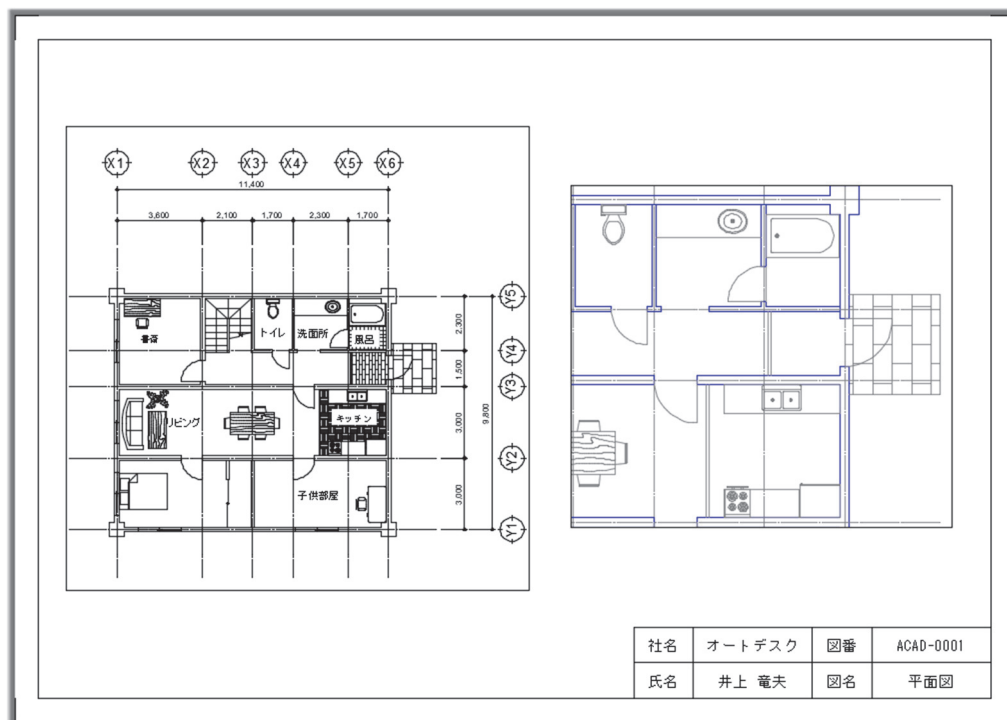 X1 X2 X3 X4 X5 X6
11,400
3,600 2,100 1,700 2,300 1,700
Y5
2,300
書斎 トイレ 洗面所 風呂
Y4
1,500
Y3
リビング キッチン
3,000
9,800
Y2
子供部屋
3,000
Y1
社名 オートデスク 図番 ACAD-0001
氏名 井上 竜夫 図名 平面図